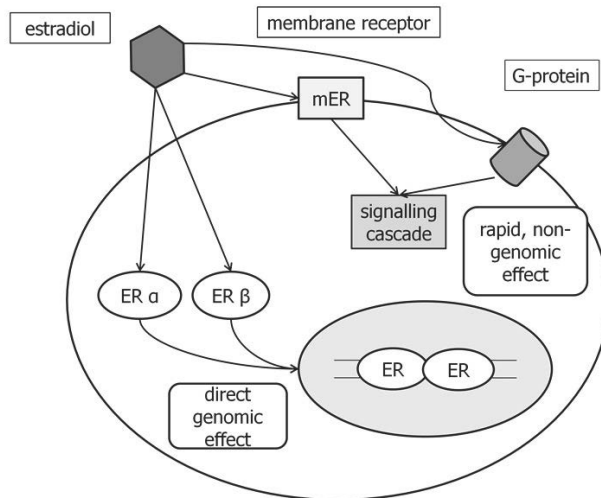 estradiol
membrane receptor
G-protein
mER
signalling
cascade
rapid, non-
genomic
effect
ER α
ER β
ER
ER
direct
genomic
effect